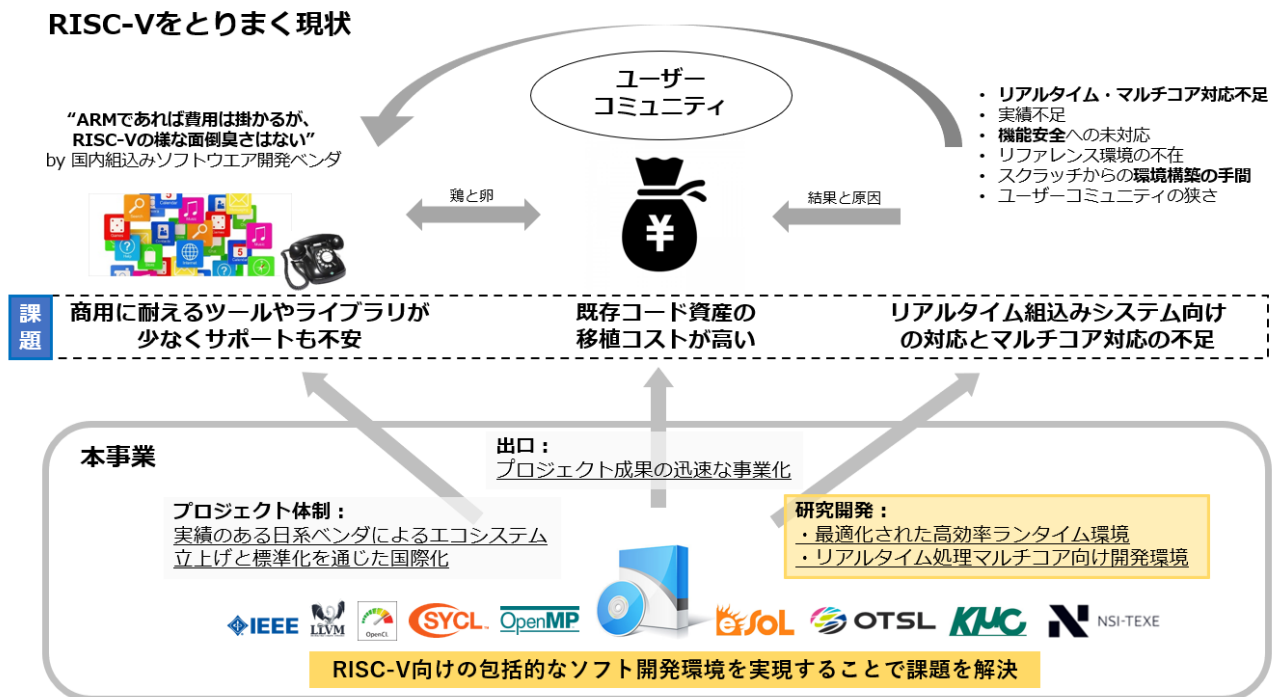 RISC-Vをとりまく現状
ユーザー
コミュニティ
“ARMであれば費用は掛かるが、
RISC-Vの様な面倒臭さはない”
by 国内組込みソフトウエア開発ベンダ
・リアルタイム・マルチコア対応不足
・実績不足
・機能安全への未対応
・リファレンス環境の不在
・スクラッチからの環境構築の手間
・ユーザーコミュニティの狭さ
鶏と卵
結果と原因
¥
課題
商用に耐えるツールやライブラリが
少なくサポートも不安
既存コード資産の
移植コストが高い
リアルタイム組込みシステム向け
の対応とマルチコア対応の不足
本事業
出口：
プロジェクト成果の迅速な事業化
プロジェクト体制：
実績のある日系ベンダによるエコシステム
立上げと標準化を通じた国際化
研究開発：
・最適化された高効率ランタイム環境
・リアルタイム処理マルチコア向け開発環境
IEEE
LLVM
OpenCL
SYCL
OpenMP
eSOL
OTSL
KMC
NSI-TEXE
RISC-V向けの包括的なソフト開発環境を実現することで課題を解決